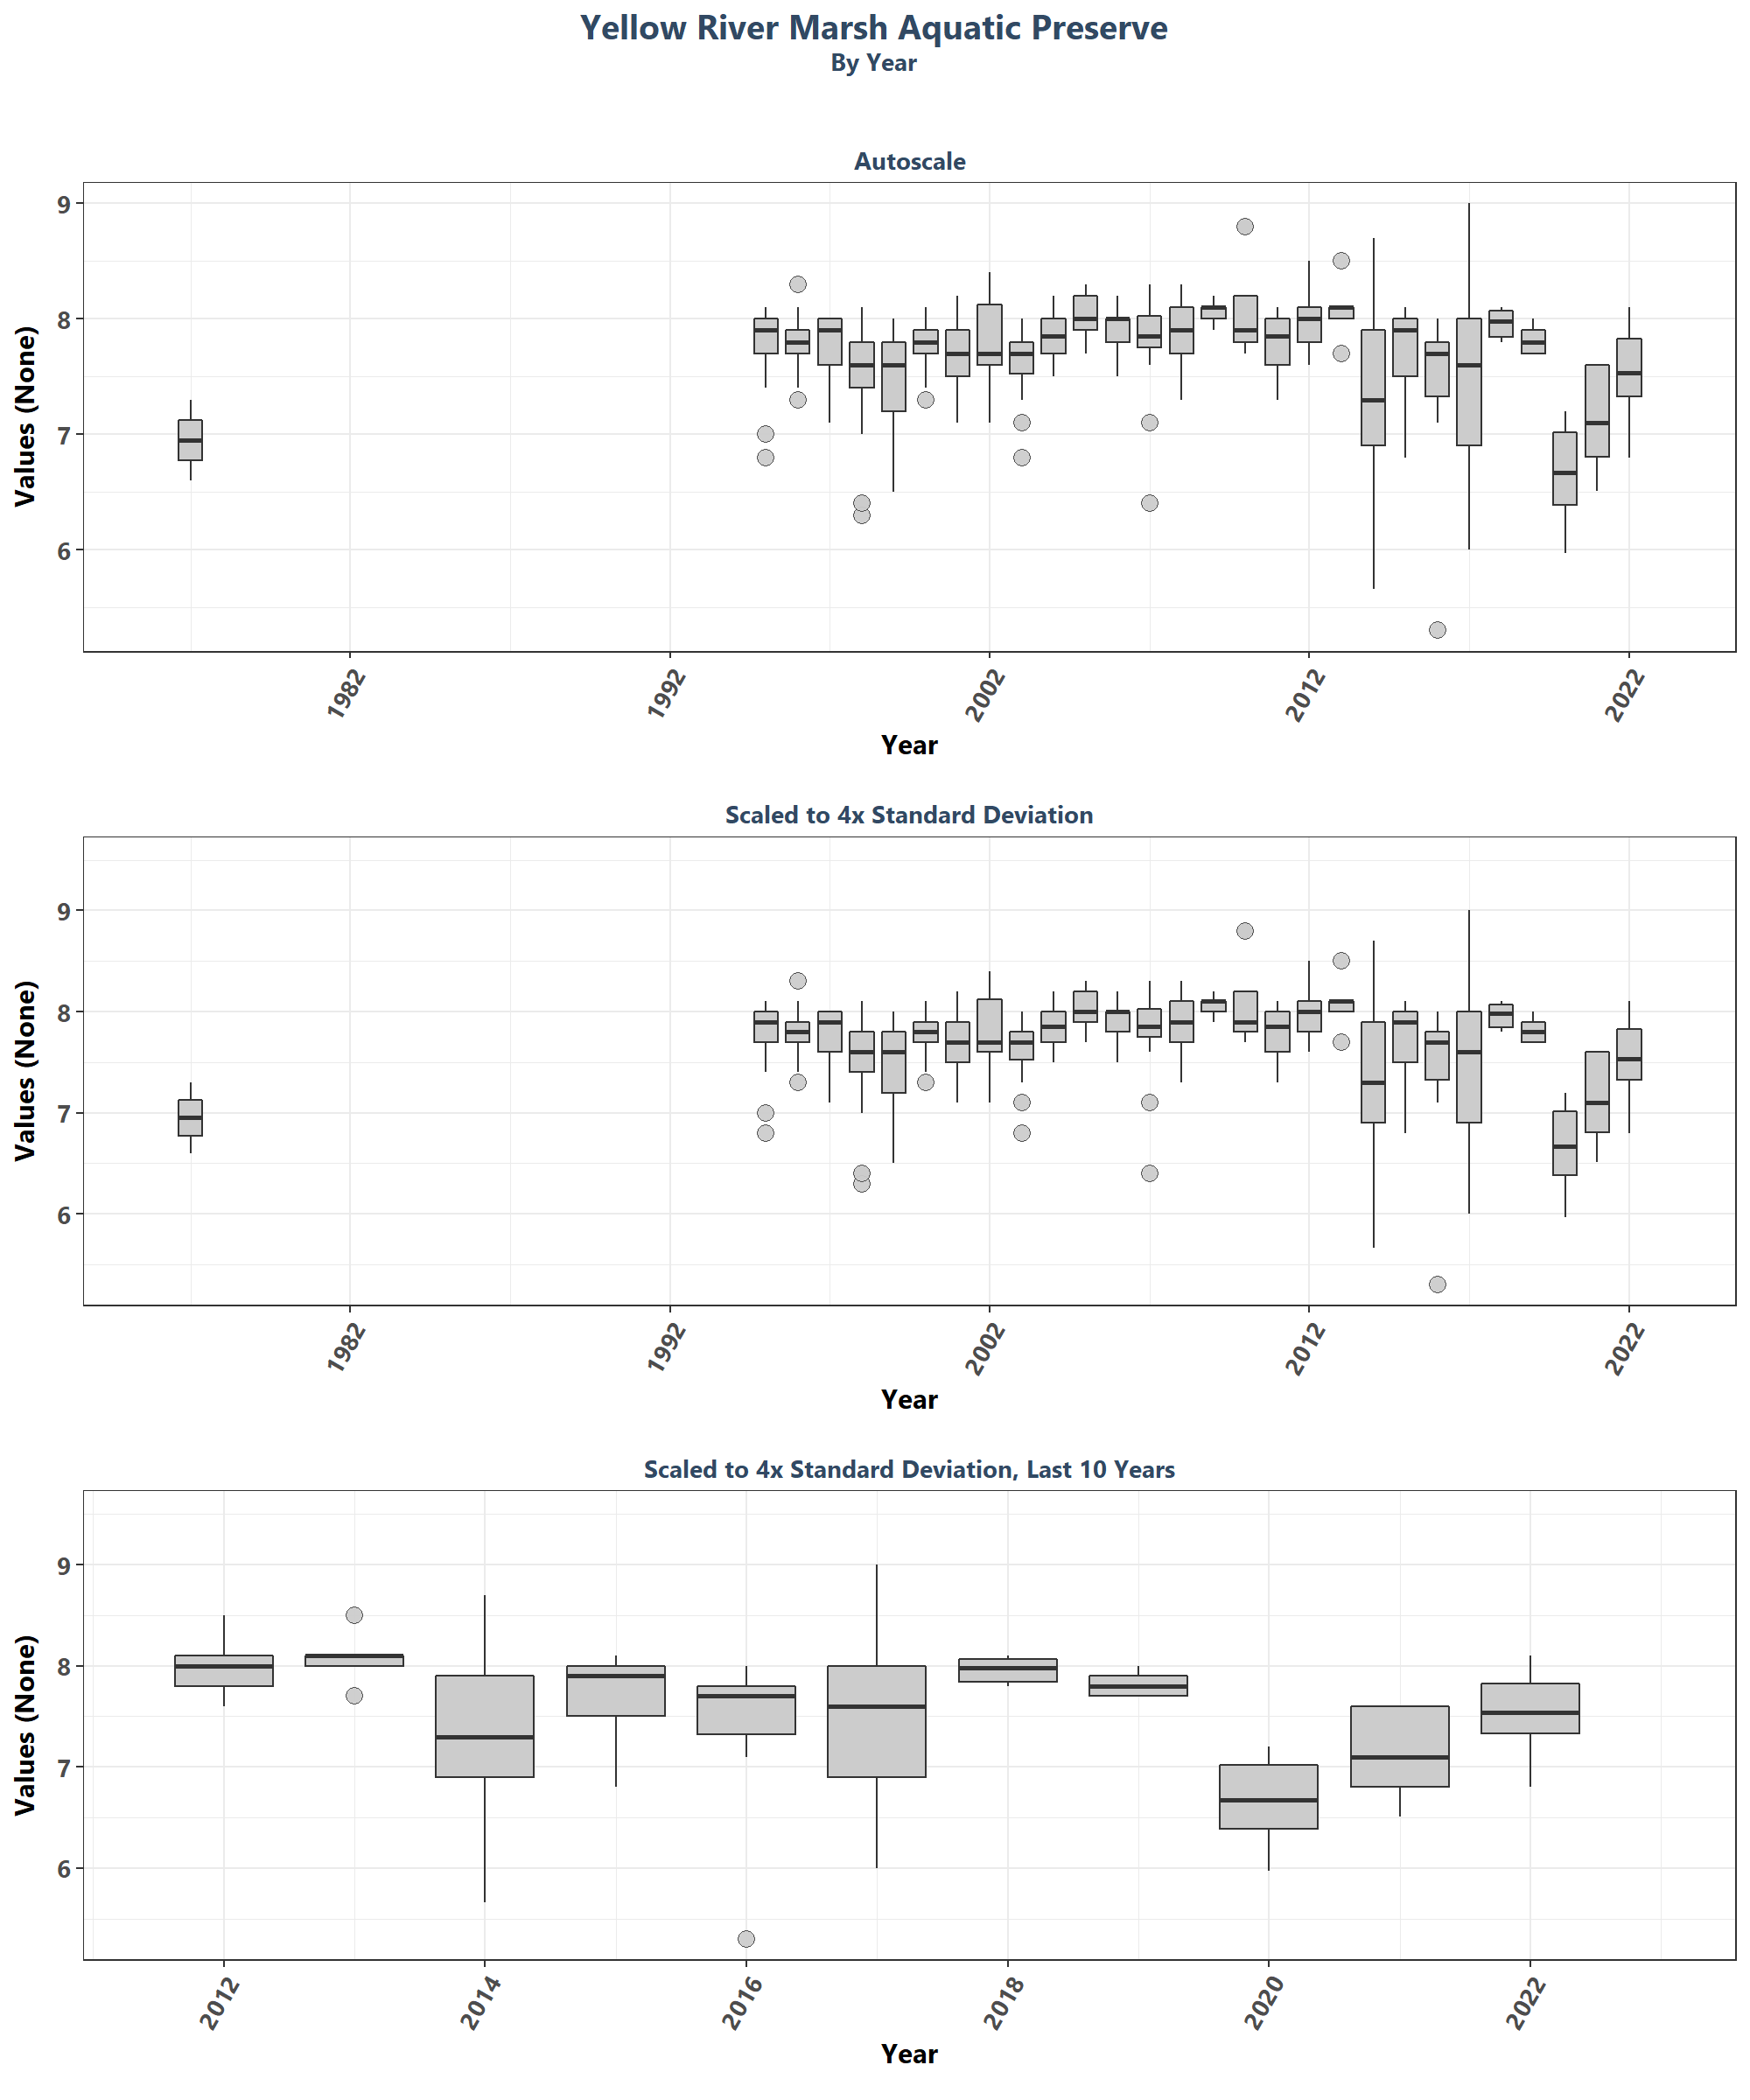 Yellow River Marsh Aquatic Preserve
By Year
Autoscale
Values (None)
9
8
7
6
1982
1992
2002
2012
2022
Year
Scaled to 4x Standard Deviation
Values (None)
9
8
7
6
1982
1992
2002
2012
2022
Year
Scaled to 4x Standard Deviation, Last 10 Years
Values (None)
9
8
7
6
2012
2014
2016
2018
2020
2022
Year